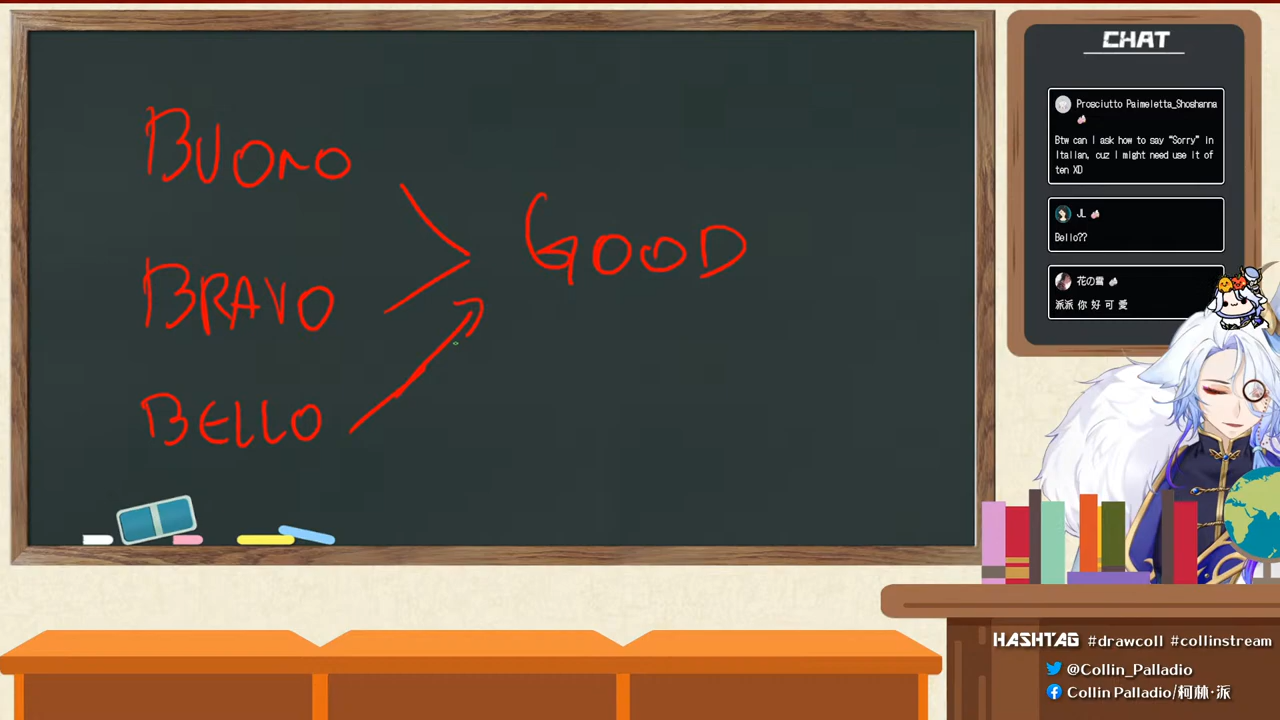 BUONO
BRAVO
BELLO
GOOD
CHAT
Prosciutto Paimeletta_Shoshanna
Btw can I ask how to say “Sorry” in
Italian, cuz I might need use it of
ten XD
JL
Bello??
花の雪
派派 你 好 可 愛
HASHTAG #drawcoll #collinstream
@Collin_Palladio
Collin Palladio/柯林·派